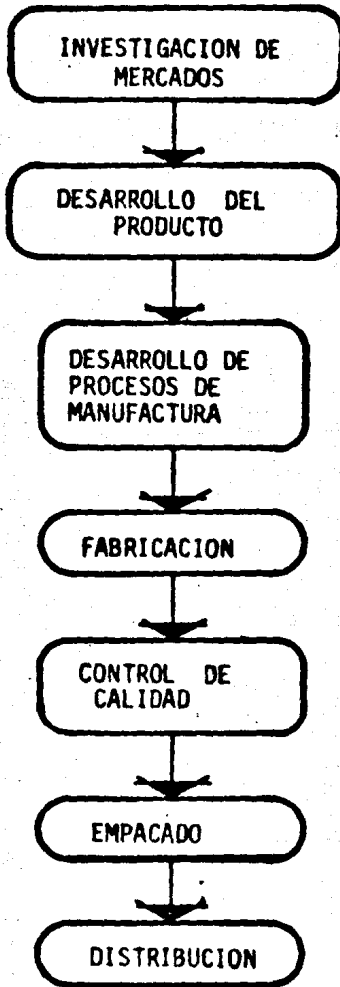 INVESTIGACION DE
MERCADOS
DESARROLLO DEL
PRODUCTO
DESARROLLO DE
PROCESOS DE
MANUFACTURA
FABRICACION
CONTROL DE
CALIDAD
EMPACADO
DISTRIBUCION